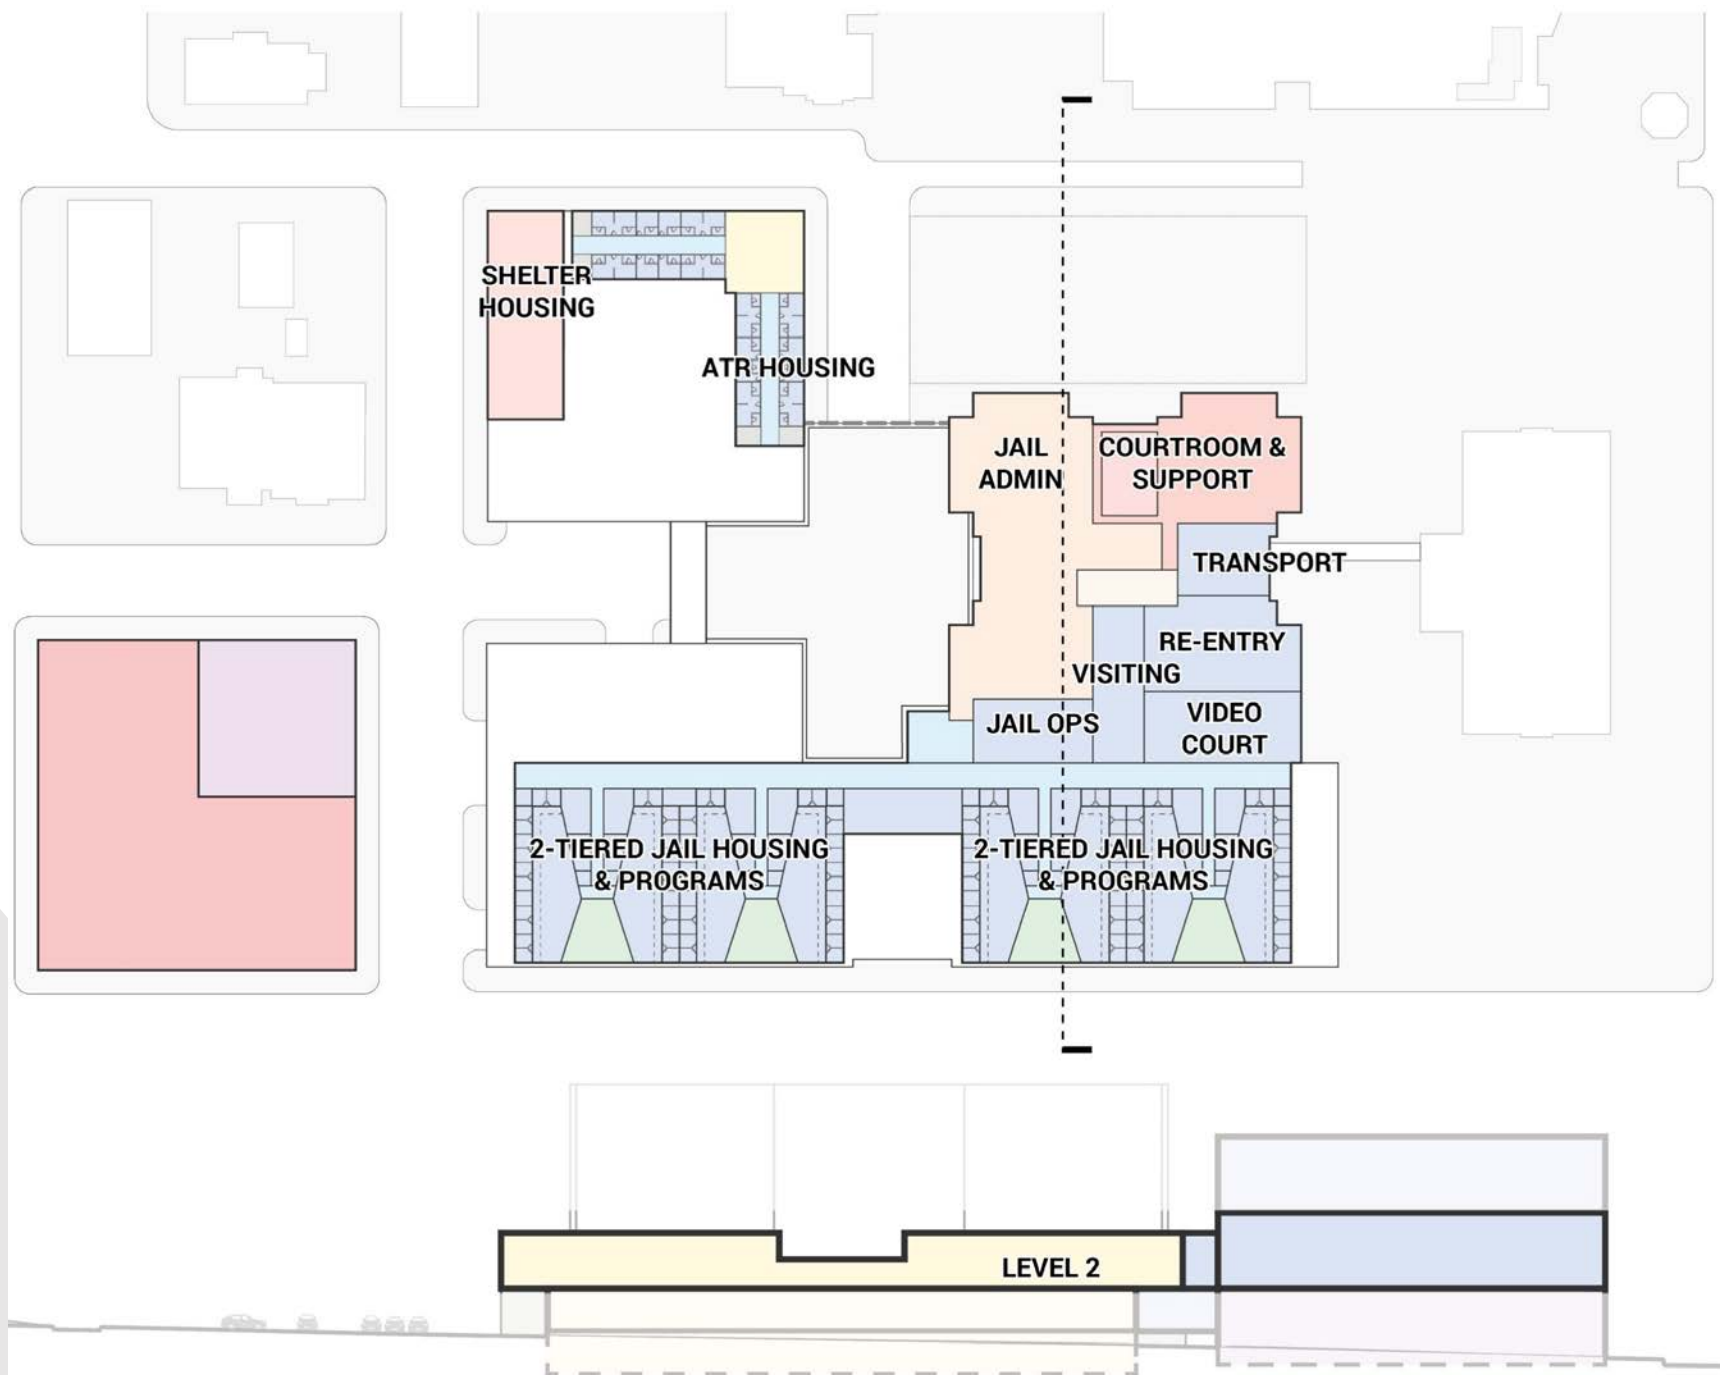 SHELTER
HOUSING
ATR HOUSING
JAIL
ADMIN
COURTROOM &
SUPPORT
TRANSPORT
RE-ENTRY
VISITING
JAIL OPS
VIDEO
COURT
2-TIERED JAIL HOUSING
& PROGRAMS
2-TIERED JAIL HOUSING
& PROGRAMS
LEVEL 2